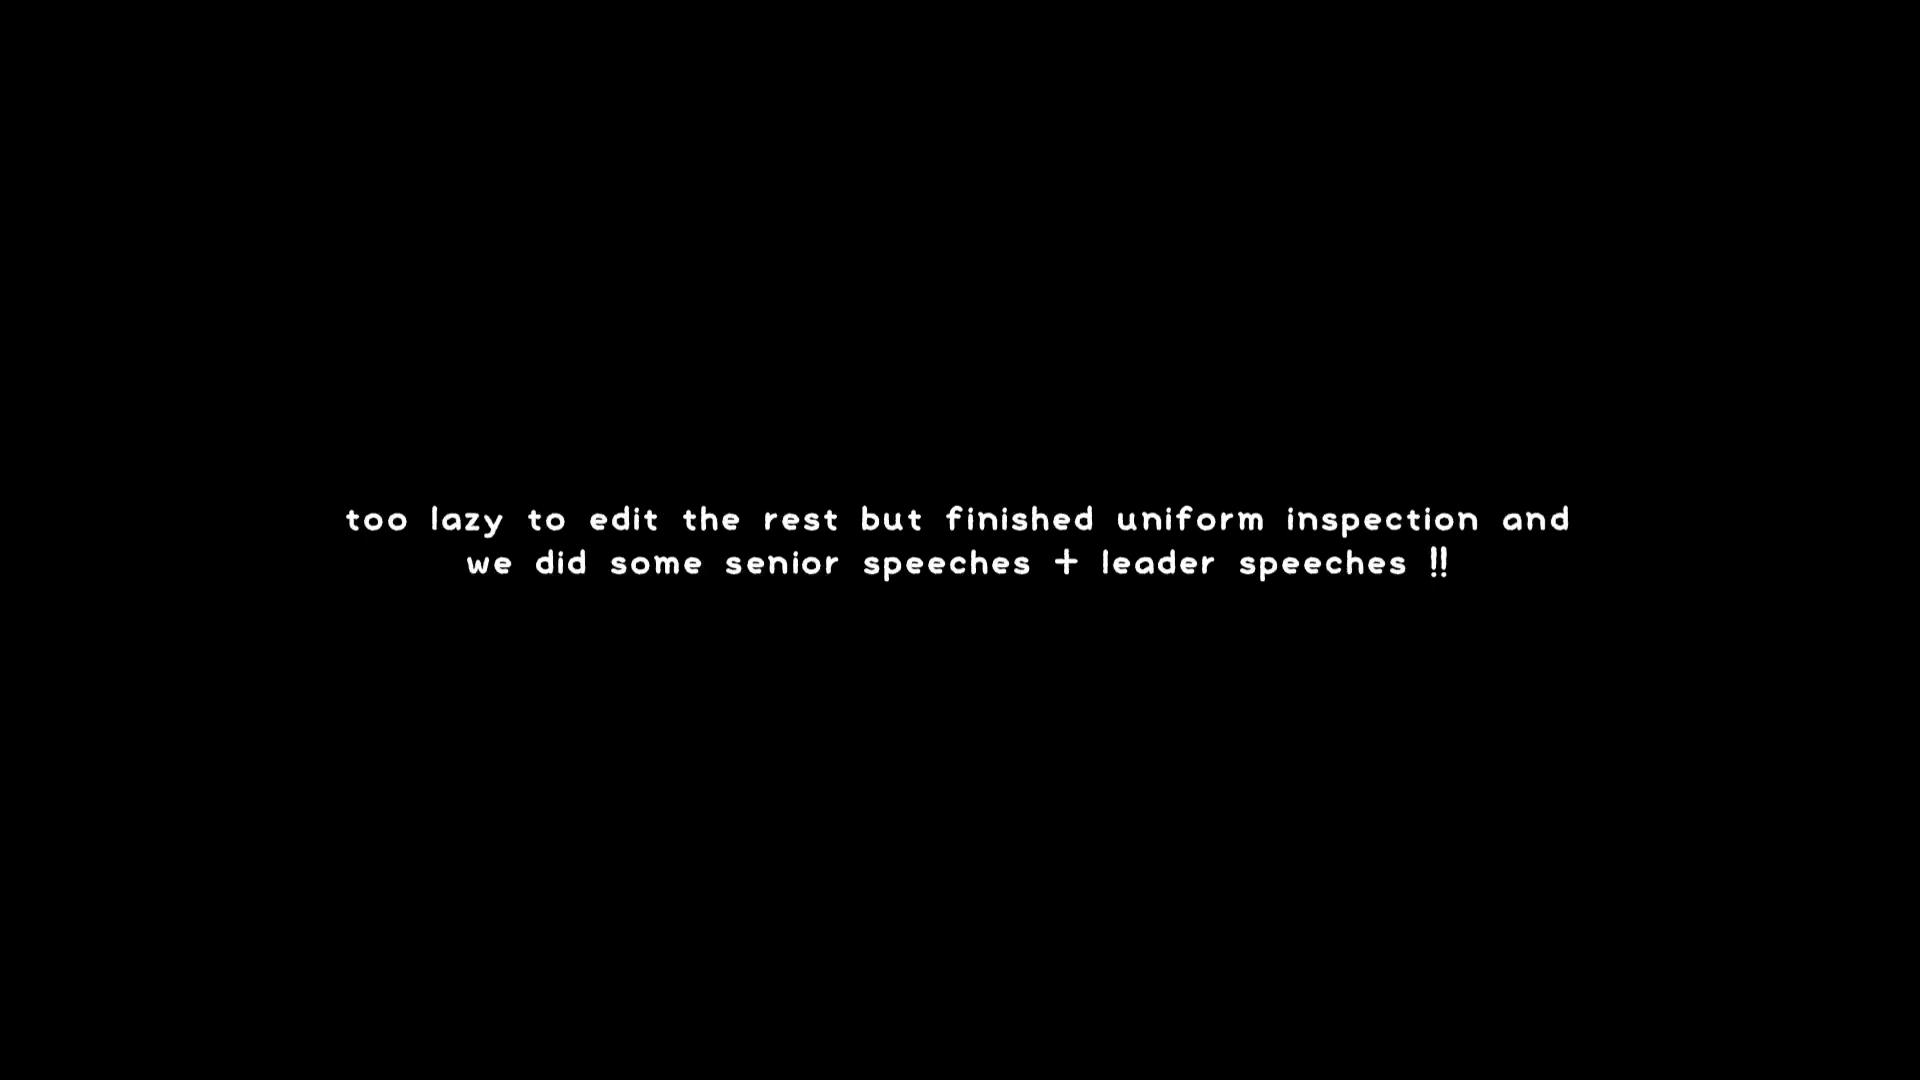 too lazy to edit the rest but finished uniform inspection and
we did some senior speeches + leader speeches !!